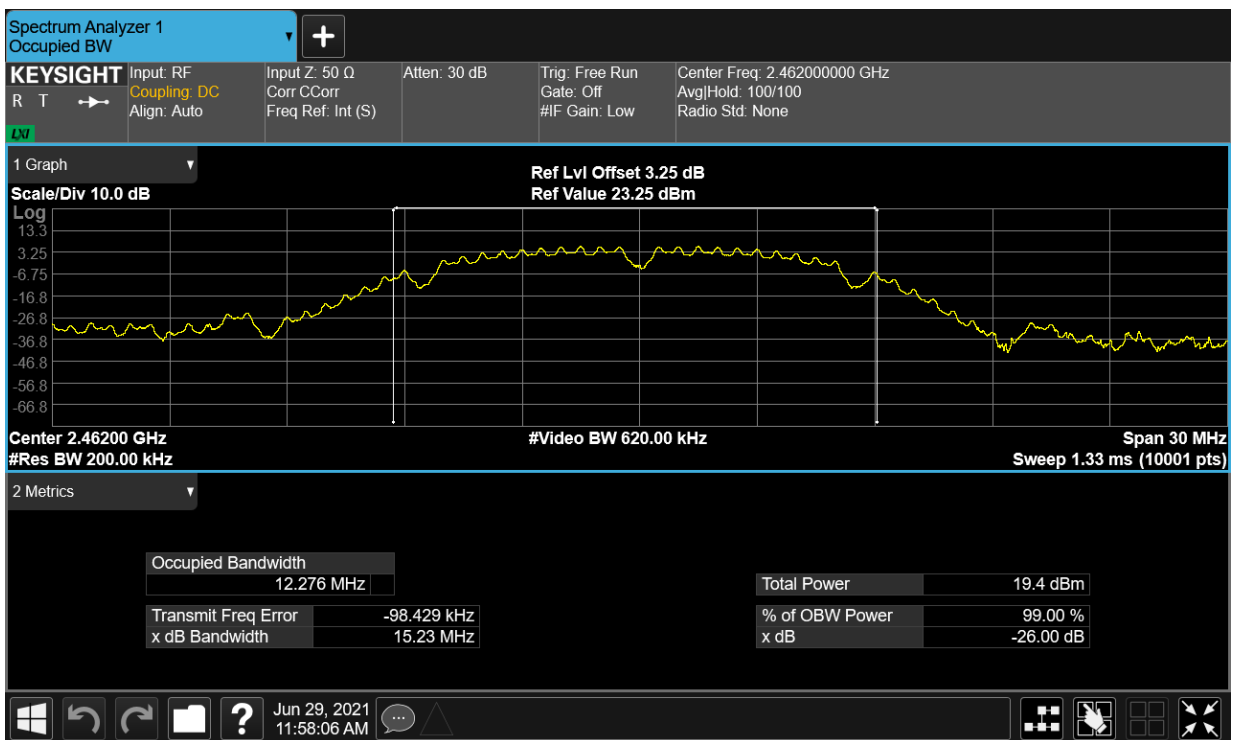 Spectrum Analyzer 1
Occupied BW
+
KEYSIGHT
R T
LXI
Input: RF
Coupling: DC
Align: Auto
Input Z: 50 Ω
Corr CCorr
Freq Ref: Int (S)
Atten: 30 dB
Trig: Free Run
Gate: Off
#IF Gain: Low
Center Freq: 2.462000000 GHz
Avg|Hold: 100/100
Radio Std: None
1 Graph
Scale/Div 10.0 dB
Ref Lvl Offset 3.25 dB
Ref Value 23.25 dBm
Log
13.3
3.25
-6.75
-16.8
-26.8
-36.8
-46.8
-56.8
-66.8
Center 2.46200 GHz
#Res BW 200.00 kHz
#Video BW 620.00 kHz
Span 30 MHz
Sweep 1.33 ms (10001 pts)
2 Metrics
Occupied Bandwidth
12.276 MHz
Transmit Freq Error -98.429 kHz
x dB Bandwidth 15.23 MHz
Total Power 19.4 dBm
% of OBW Power 99.00 %
x dB -26.00 dB
?
Jun 29, 2021
11:58:06 AM